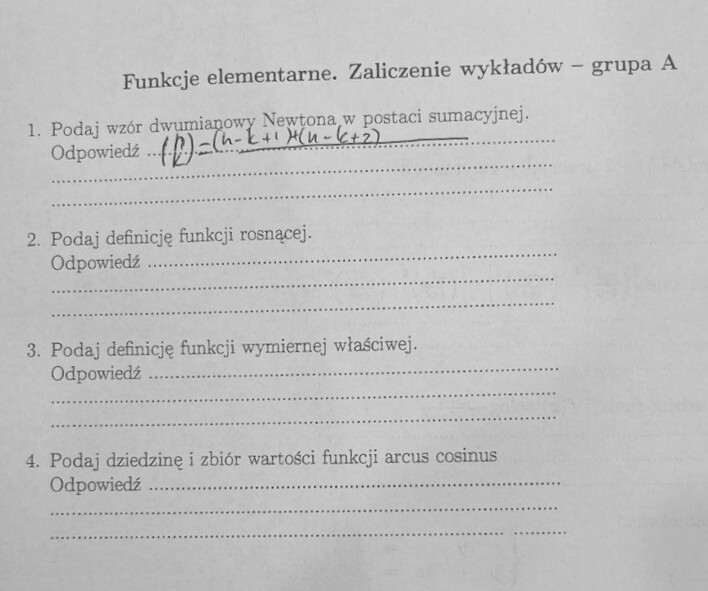 Funkcje elementarne. Zaliczenie wykładów – grupa A
1. Podaj wzór dwumianowy Newtona w postaci sumacyjnej.
Odpowiedź ... (n k) = (n-k+1)+(n-k+2) ...
2. Podaj definicję funkcji rosnącej.
Odpowiedź ...
3. Podaj definicję funkcji wymiernej właściwej.
Odpowiedź ...
4. Podaj dziedzinę i zbiór wartości funkcji arcus cosinus
Odpowiedź ...